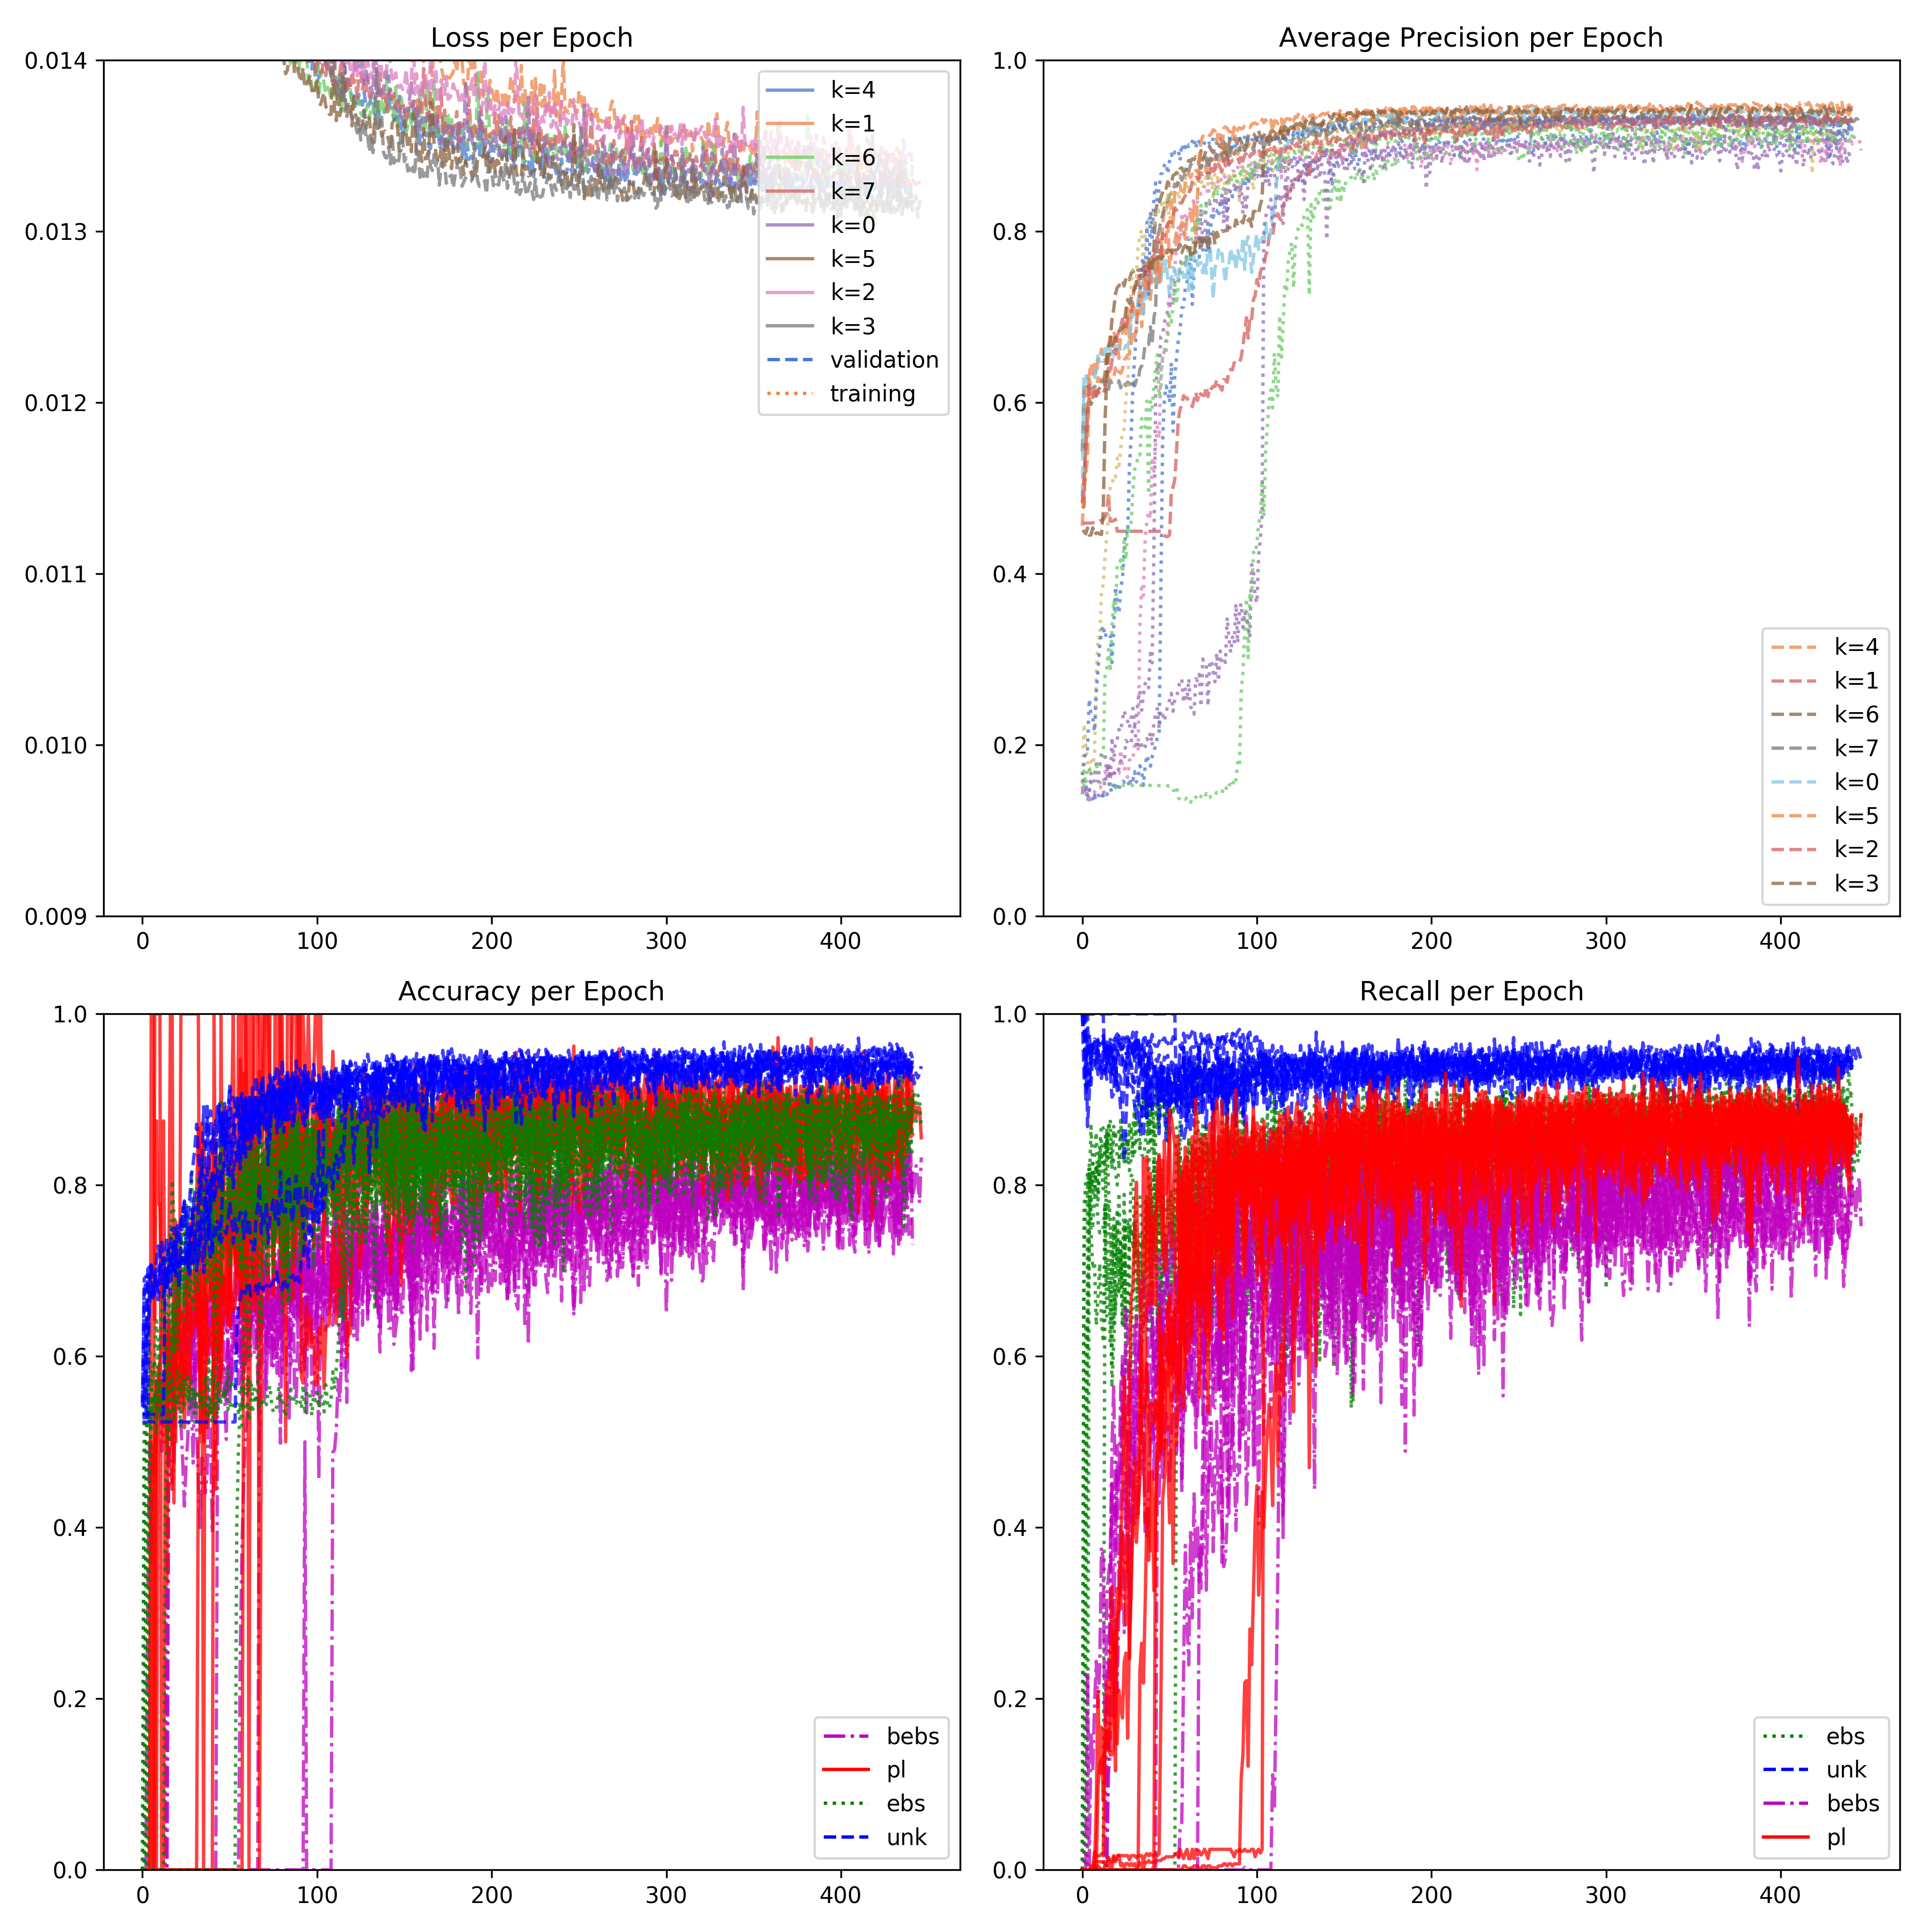 Loss per Epoch
0.014
0.013
0.012
0.011
0.010
0.009
0
100
200
300
400
k=4
k=1
k=6
k=7
k=0
k=5
k=2
k=3
validation
training
Average Precision per Epoch
1.0
0.8
0.6
0.4
0.2
0.0
0
100
200
300
400
k=4
k=1
k=6
k=7
k=0
k=5
k=2
k=3
Accuracy per Epoch
1.0
0.8
0.6
0.4
0.2
0.0
0
100
200
300
400
bebs
pl
ebs
unk
Recall per Epoch
1.0
0.8
0.6
0.4
0.2
0.0
0
100
200
300
400
ebs
unk
bebs
pl